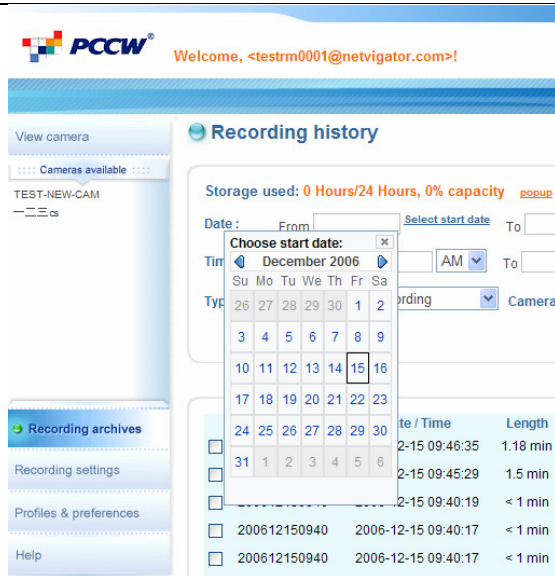 PCCW®
Welcome, <testrm0001@netvigator.com>!
View camera
:::: Cameras available ::::
TEST-NEW-CAM
一二三 cs
Recording archives
Recording settings
Profiles & preferences
Help
Recording history
Storage used: 0 Hours/24 Hours, 0% capacity popup
Date : From Select start date To
Tim AM To
Typ ording Camera
Choose start date:
December 2006
Su Mo Tu We Th Fr Sa
26 27 28 29 30 1 2
3 4 5 6 7 8 9
10 11 12 13 14 15 16
17 18 19 20 21 22 23
24 25 26 27 28 29 30
31 1 2 3 4 5 6
te / Time Length
2-15 09:46:35 1.18 min
2-15 09:45:29 1.5 min
2-15 09:40:19 < 1 min
200612150940 2006-12-15 09:40:17 < 1 min
200612150940 2006-12-15 09:40:17 < 1 min